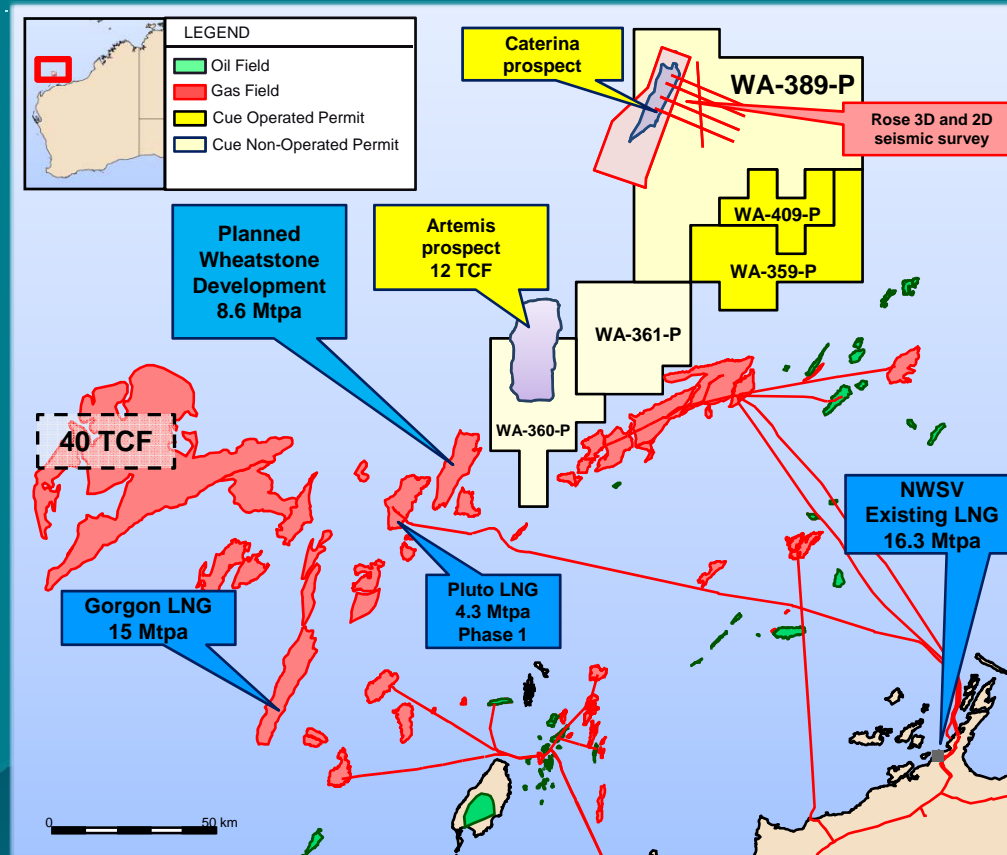 LEGEND
Oil Field
Gas Field
Cue Operated Permit
Cue Non-Operated Permit
Caterina
prospect
WA-389-P
Rose 3D and 2D
seismic survey
WA-409-P
WA-359-P
Planned
Wheatstone
Development
8.6 Mtpa
Artemis
prospect
12 TCF
WA-361-P
WA-360-P
40 TCF
NWSV
Existing LNG
16.3 Mtpa
Gorgon LNG
15 Mtpa
Pluto LNG
4.3 Mtpa
Phase 1
0
50 km